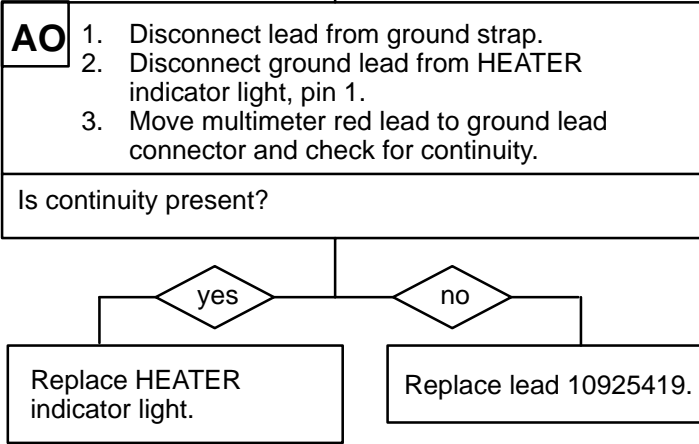 AO
1. Disconnect lead from ground strap.
2. Disconnect ground lead from HEATER
indicator light, pin 1.
3. Move multimeter red lead to ground lead
connector and check for continuity.
Is continuity present?
yes
no
Replace HEATER
indicator light.
Replace lead 10925419.